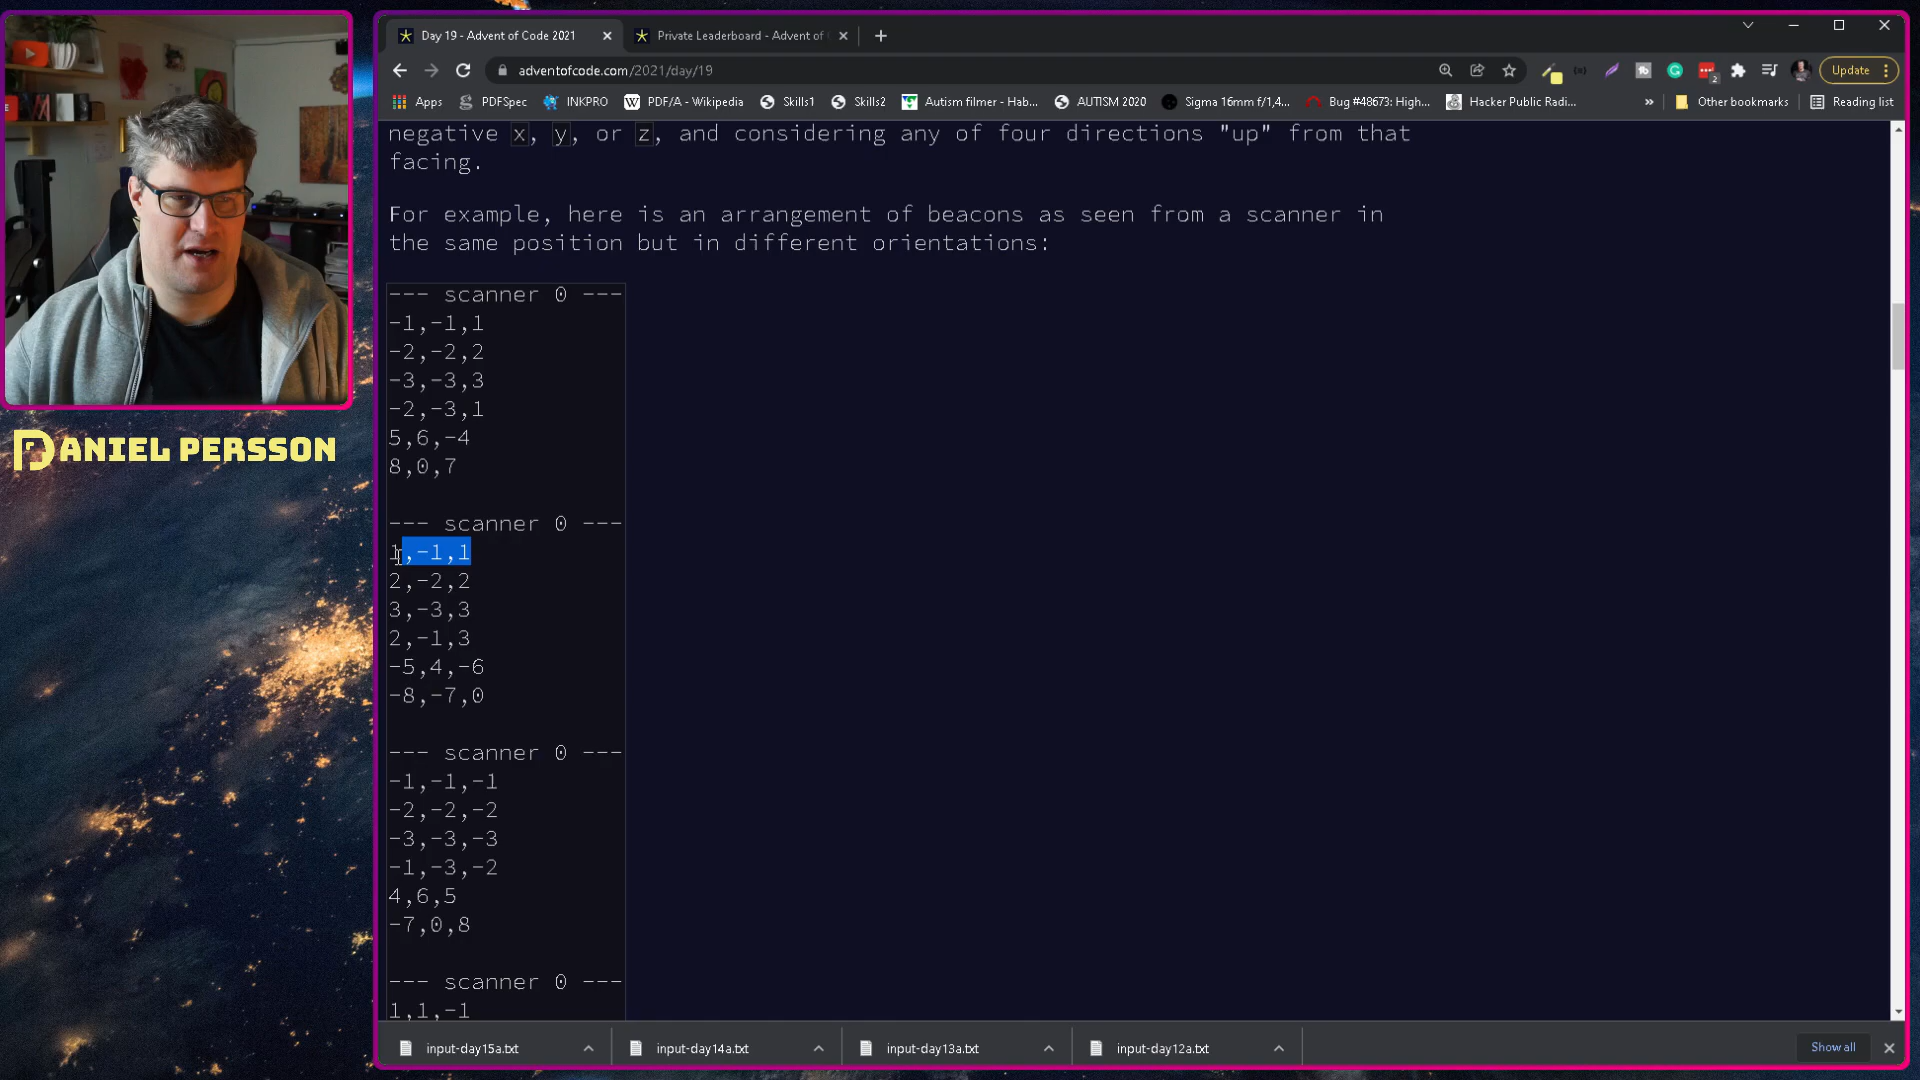 Day 19 - Advent of Code 2021
Private Leaderboard - Advent of
adventofcode.com/2021/day/19
Update
Apps
PDFSpec
INKPRO
PDF/A - Wikipedia
Skills1
Skills2
Autism filmer - Hab...
AUTISM 2020
Sigma 16mm f/1,4...
Bug #48673: High...
Hacker Public Radi...
»
Other bookmarks
Reading list
negative x, y, or z, and considering any of four directions "up" from that
facing.
For example, here is an arrangement of beacons as seen from a scanner in
the same position but in different orientations:
--- scanner 0 ---
-1,-1,1
-2,-2,2
-3,-3,3
-2,-3,1
5,6,-4
8,0,7
--- scanner 0 ---
1,-1,1
2,-2,2
3,-3,3
2,-1,3
-5,4,-6
-8,-7,0
--- scanner 0 ---
-1,-1,-1
-2,-2,-2
-3,-3,-3
-1,-3,-2
4,6,5
-7,0,8
--- scanner 0 ---
1,1,-1
DANIEL PERSSON
input-day15a.txt
input-day14a.txt
input-day13a.txt
input-day12a.txt
Show all